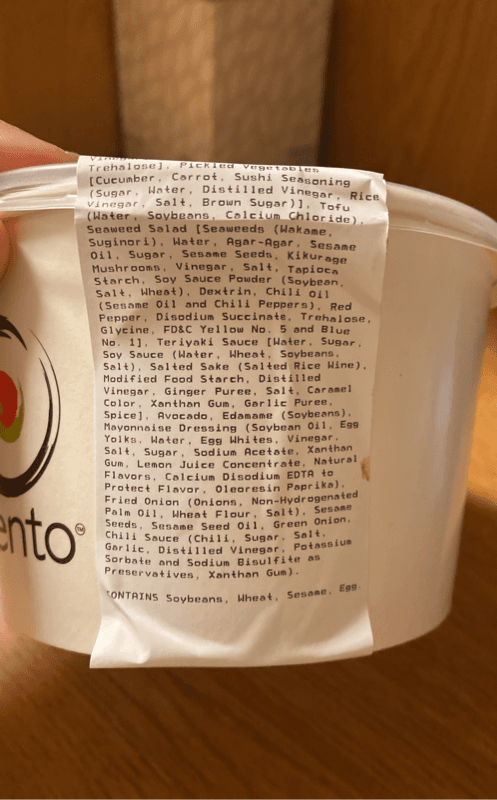 Trehalose], Pickled Vegetables
[Cucumber, Carrot, Sushi Seasoning
(Sugar, Water, Distilled Vinegar, Rice
Vinegar, Salt, Brown Sugar)], Tofu
(Water, Soybeans, Calcium Chloride),
Seaweed Salad [Seaweeds (Wakame,
Suginori), Water, Agar-Agar, Sesame
Oil, Sugar, Sesame Seeds, Kikurage
Mushrooms, Vinegar, Salt, Tapioca
Starch, Soy Sauce Powder (Soybean,
Salt, Wheat), Dextrin, Chili Oil
(Sesame Oil and Chili Peppers), Red
Pepper, Disodium Succinate, Trehalose,
Glycine, FD&C Yellow No. 5 and Blue
No. 1], Teriyaki Sauce [Water, Sugar,
Soy Sauce (Water, Wheat, Soybeans,
Salt), Salted Sake (Salted Rice Wine),
Modified Food Starch, Distilled
Vinegar, Ginger Puree, Salt, Caramel
Color, Xanthan Gum, Garlic Puree,
Spice], Avocado, Edamame (Soybeans),
Mayonnaise Dressing (Soybean Oil, Egg
Yolks, Water, Egg Whites, Vinegar,
Salt, Sugar, Sodium Acetate, Xanthan
Gum, Lemon Juice Concentrate, Natural
Flavors, Calcium Disodium EDTA to
Protect Flavor, Oleoresin Paprika),
Fried Onion (Onions, Non-Hydrogenated
Palm Oil, Wheat Flour, Salt), Sesame
Seeds, Sesame Seed Oil, Green Onion,
Chili Sauce (Chili, Sugar, Salt,
Garlic, Distilled Vinegar, Potassium
Sorbate and Sodium Bisulfite as
Preservatives, Xanthan Gum).
CONTAINS Soybeans, Wheat, Sesame, Egg.
ento™